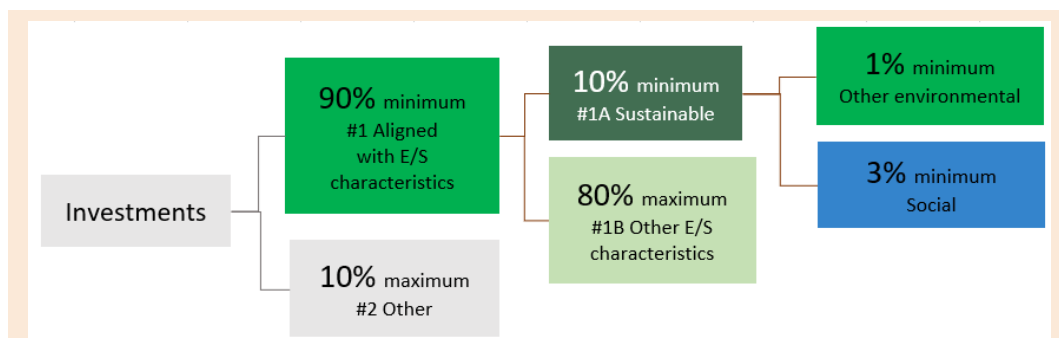 Investments
90% minimum
#1 Aligned
with E/S
characteristics
10% maximum
#2 Other
10% minimum
#1A Sustainable
80% maximum
#1B Other E/S
characteristics
1% minimum
Other environmental
3% minimum
Social